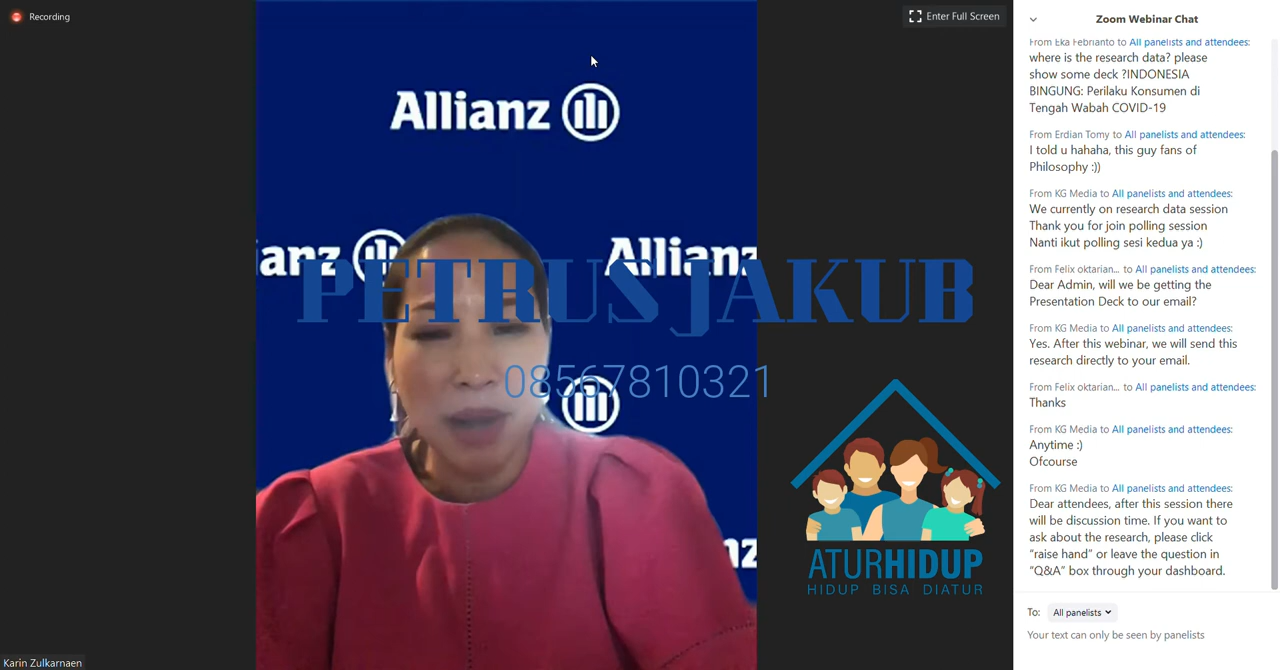 Recording
Enter Full Screen
Allianz
ianz
Allianz
PETRUS JAKUB
08567810321
nz
ATURHIDUP
HIDUP BISA DIATUR
Karin Zulkarnaen
Zoom Webinar Chat
From Eka Febrianto to All panelists and attendees:
where is the research data? please
show some deck ?INDONESIA
BINGUNG: Perilaku Konsumen di
Tengah Wabah COVID-19
From Erdian Tomy to All panelists and attendees:
I told u hahaha, this guy fans of
Philosophy :))
From KG Media to All panelists and attendees:
We currently on research data session
Thank you for join polling session
Nanti ikut polling sesi kedua ya :)
From Felix oktarian... to All panelists and attendees:
Dear Admin, will we be getting the
Presentation Deck to our email?
From KG Media to All panelists and attendees:
Yes. After this webinar, we will send this
research directly to your email.
From Felix oktarian... to All panelists and attendees:
Thanks
From KG Media to All panelists and attendees:
Anytime :)
Ofcourse
From KG Media to All panelists and attendees:
Dear attendees, after this session there
will be discussion time. If you want to
ask about the research, please click
“raise hand” or leave the question in
“Q&A” box through your dashboard.
To: All panelists
Your text can only be seen by panelists